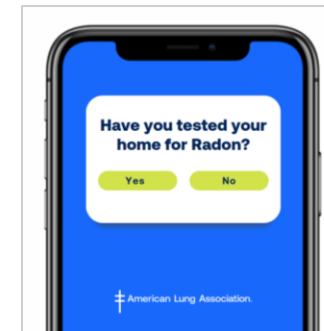 Have you tested your
home for Radon?
Yes No
American Lung Association.